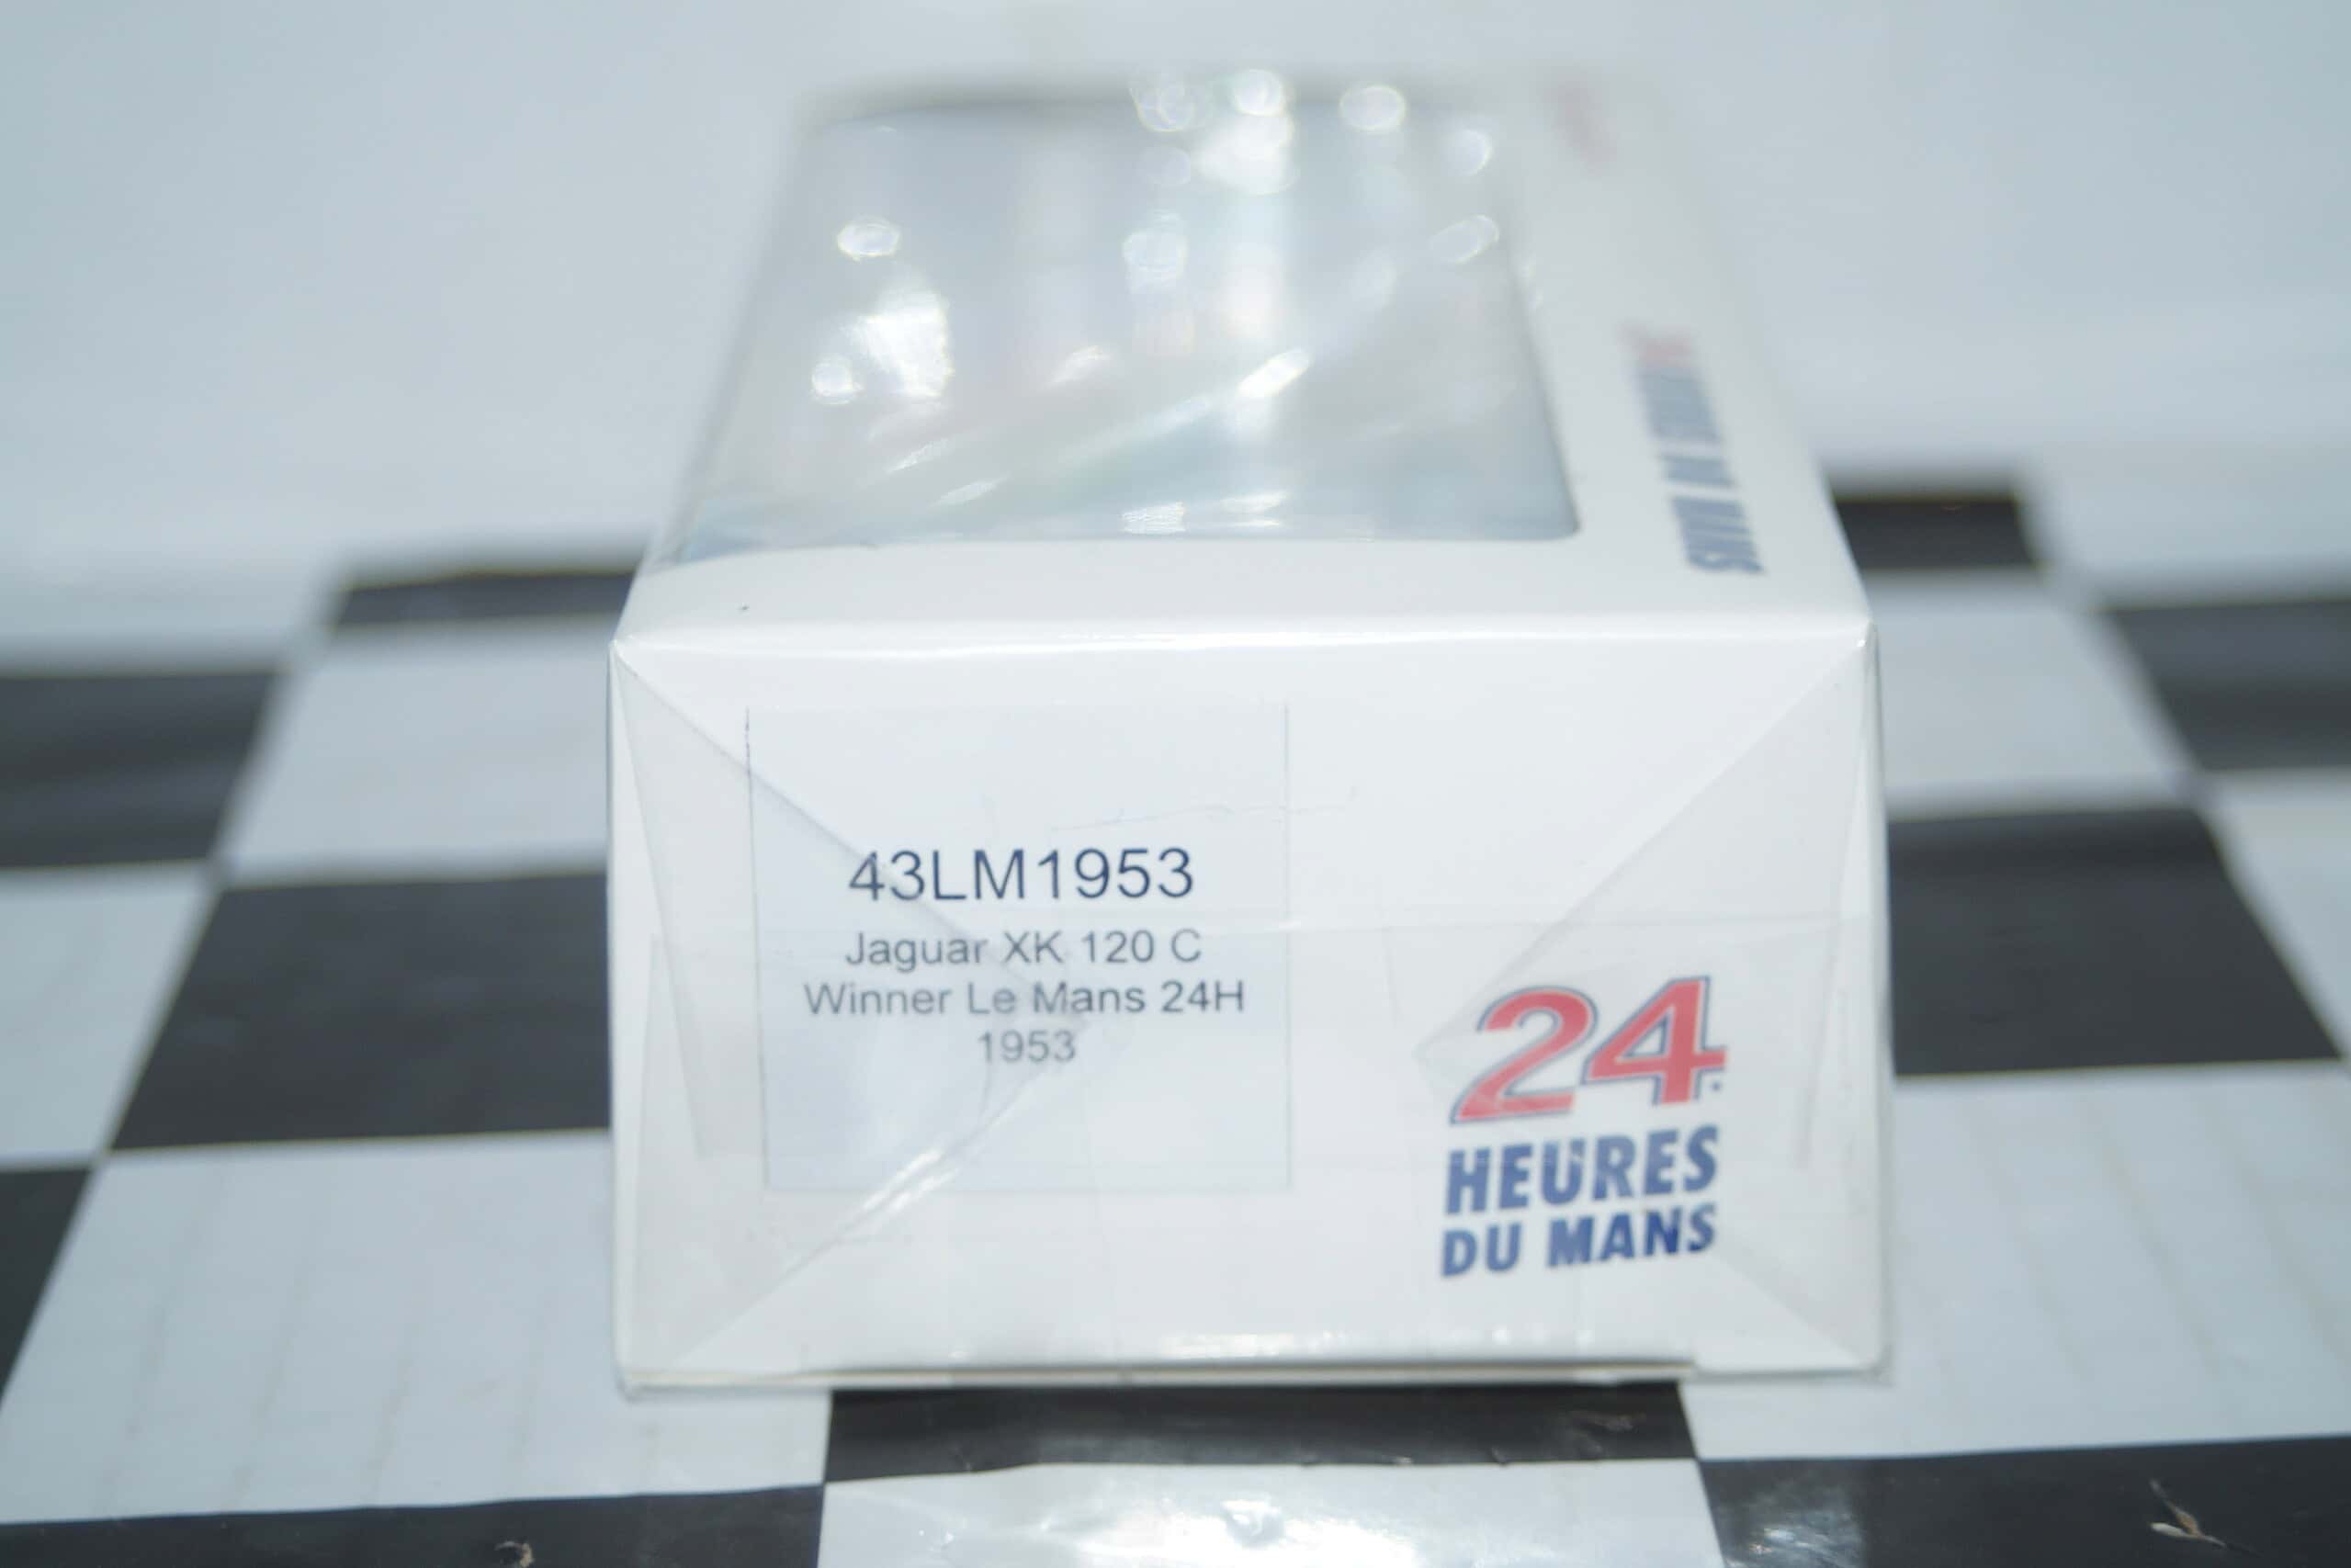 43LM1953
Jaguar XK 120 C
Winner Le Mans 24H
1953
24
HEURES
DU MANS